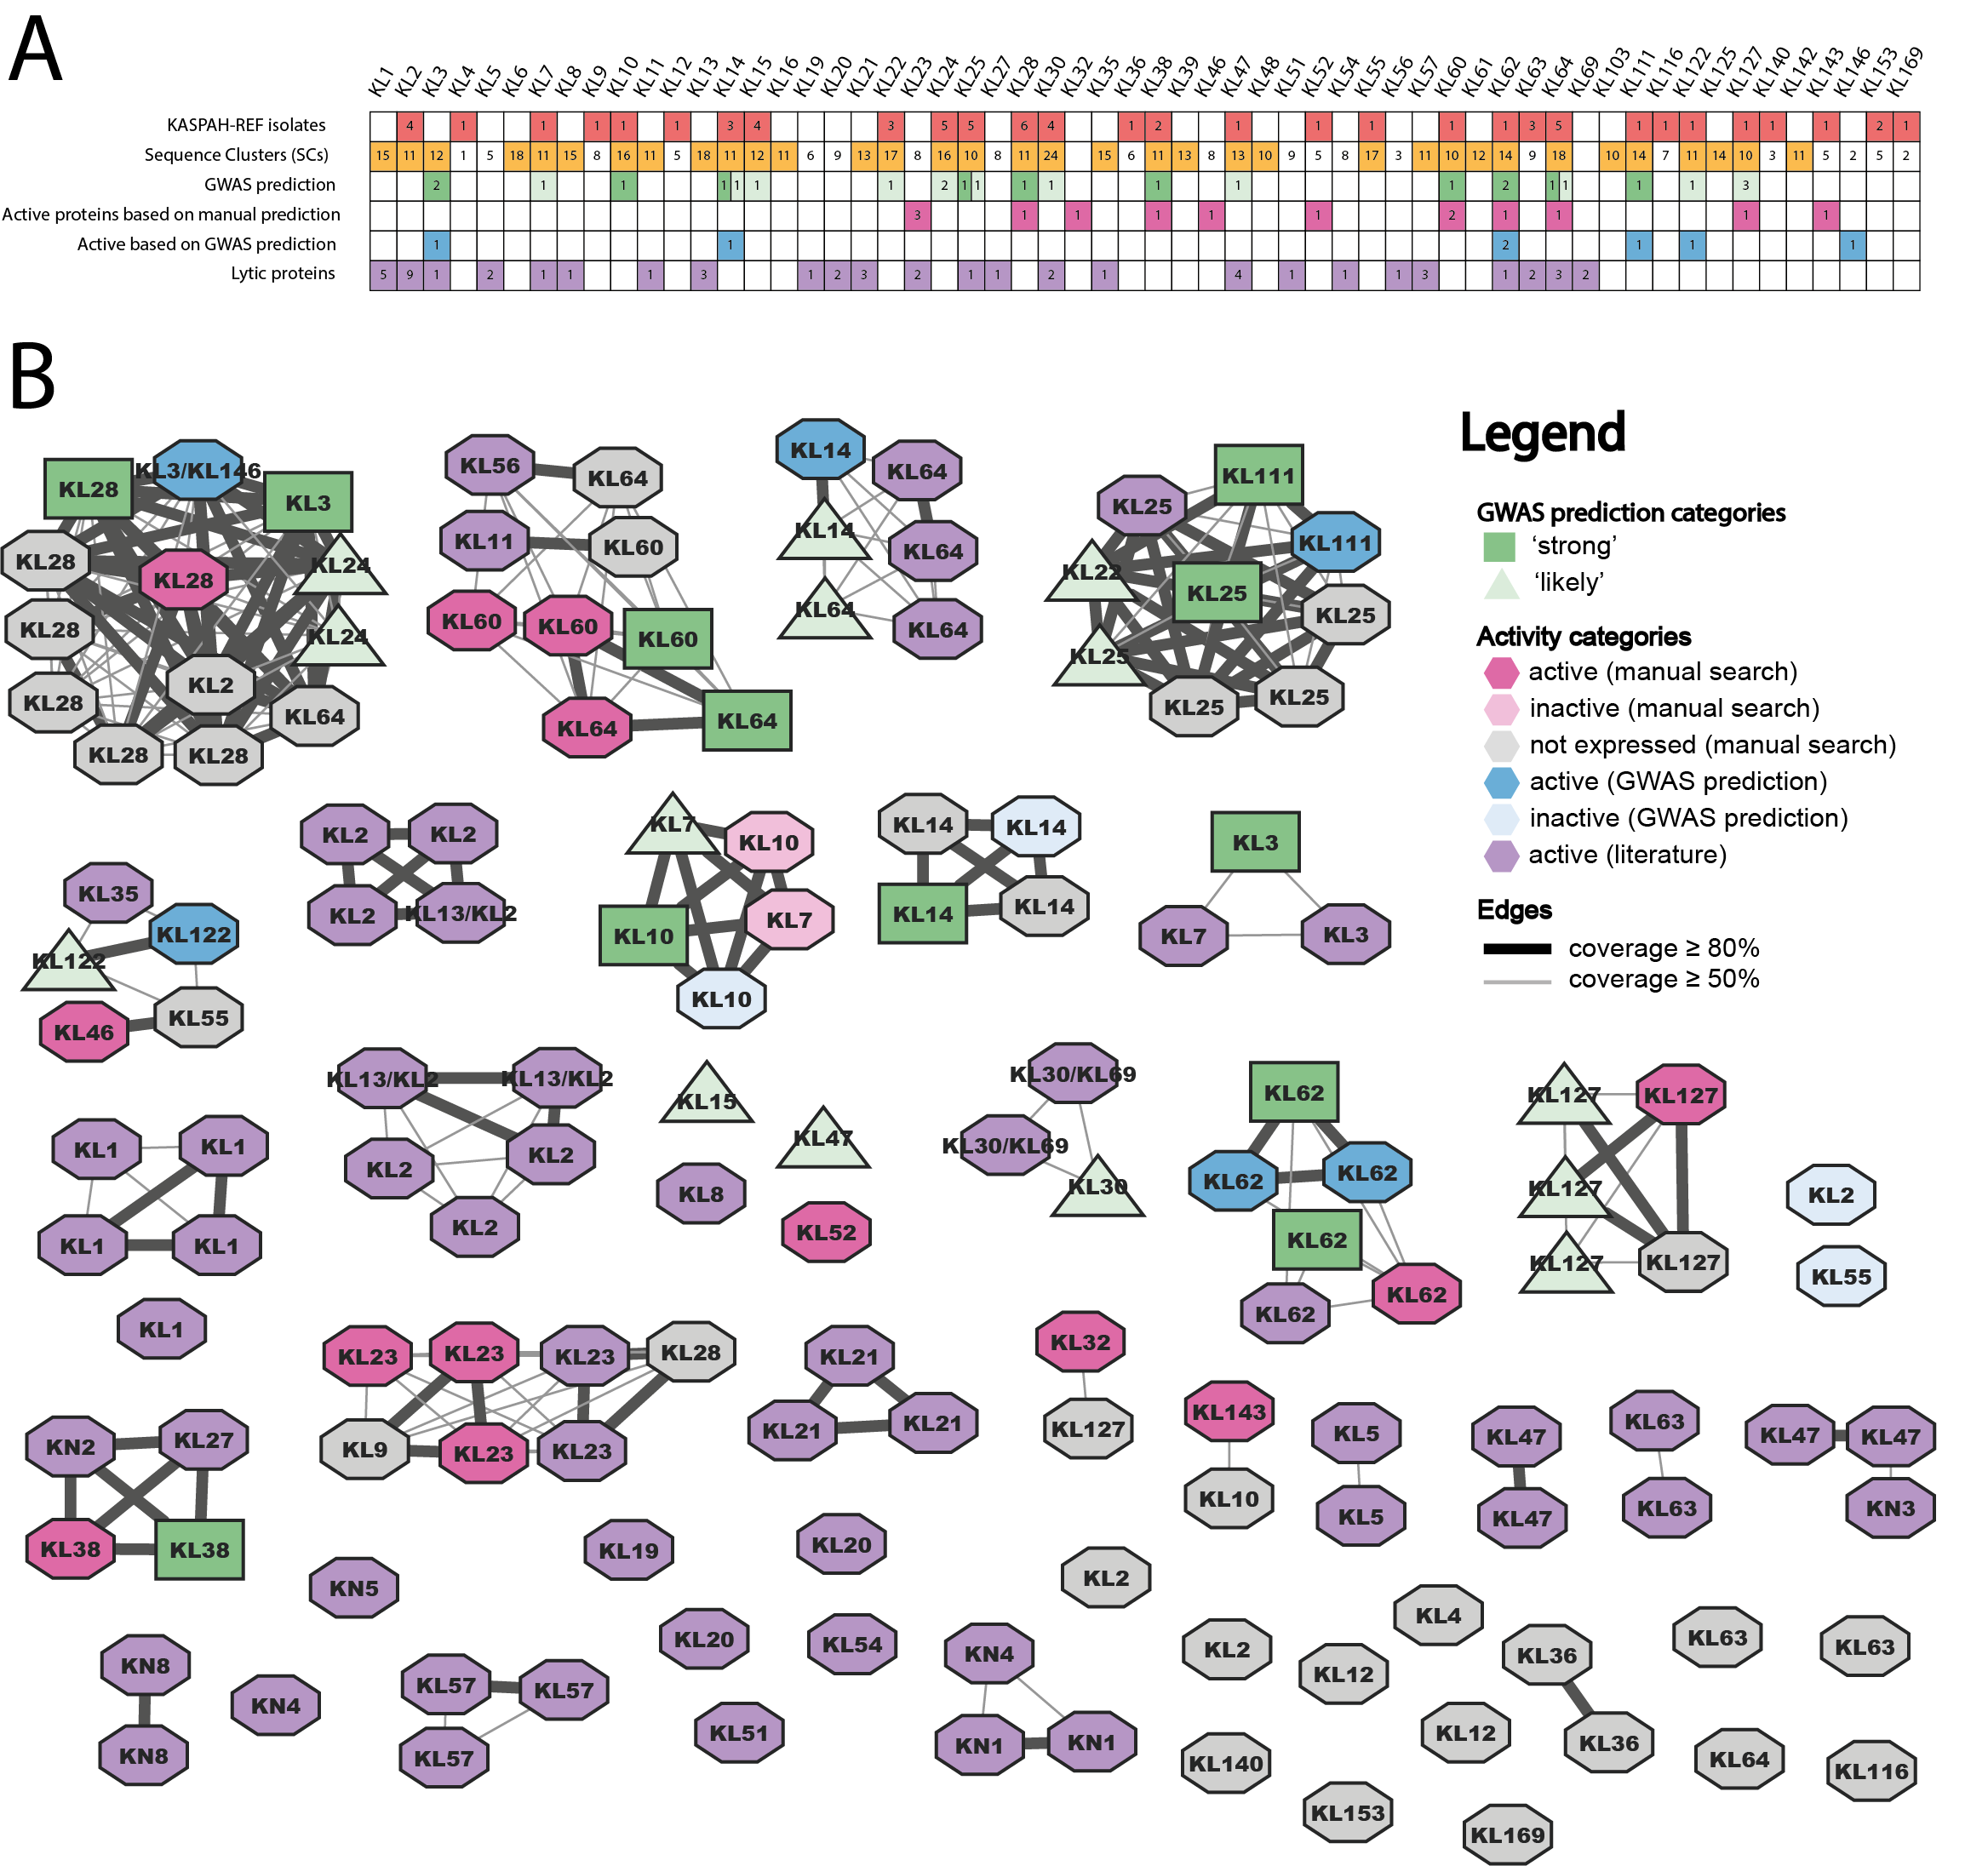 A
KL1 KL2 KL3 KL4 KL5 KL6 KL7 KL8 KL9 KL10 KL11 KL12 KL13 KL14 KL15 KL16 KL19 KL20 KL21 KL22 KL23 KL24 KL25 KL27 KL28 KL30 KL32 KL35 KL36 KL38 KL39 KL46 KL47 KL48 KL51 KL52 KL54 KL55 KL56 KL57 KL60 KL61 KL62 KL63 KL64 KL69 KL103 KL111 KL116 KL122 KL125 KL127 KL140 KL142 KL143 KL146 KL153 KL169
KASPAH-REF isolates 4 1 1 1 1 1 3 4 3 5 5 6 4 1 2 1 1 1 1 1 3 5 1 1 1 1 1 1 2 1
Sequence Clusters (SCs) 15 11 12 1 5 18 11 15 8 16 11 5 18 11 12 11 6 9 13 17 8 16 10 8 11 24 15 6 11 13 8 13 10 9 5 8 17 3 11 10 12 14 9 18 10 14 7 11 14 10 3 11 5 2 5 2
GWAS prediction 2 1 1 1 1 1 1 2 1 1 1 1 1 1 1 2 1 1 1 1 3
Active proteins based on manual prediction 3 1 1 1 1 1 2 1 1 1 1
Active based on GWAS prediction 1 1 2 1 1 1
Lytic proteins 5 9 1 2 1 1 1 3 1 2 3 2 1 1 2 1 4 1 1 1 3 1 2 3 2
B
KL28 KL3/KL146 KL3
KL28 KL28 KL24
KL28 KL24
KL28 KL2 KL64
KL28 KL28
KL56 KL64
KL11 KL60
KL60 KL60 KL60
KL64 KL64
KL14 KL64
KL14 KL64
KL64 KL64
KL111
KL25 KL111
KL22 KL25 KL25
KL25
KL25 KL25
Legend
GWAS prediction categories
‘strong’
‘likely’
Activity categories
active (manual search)
inactive (manual search)
not expressed (manual search)
active (GWAS prediction)
inactive (GWAS prediction)
active (literature)
Edges
coverage ≥ 80%
coverage ≥ 50%
KL35
KL122
KL122
KL46 KL55
KL2 KL2
KL2 KL13/KL2
KL7 KL10
KL10 KL7
KL10
KL14 KL14
KL14 KL14
KL3
KL7 KL3
KL1 KL1
KL1 KL1
KL1
KL13/KL2 KL13/KL2
KL2 KL2
KL2
KL15
KL47
KL8
KL52
KL30/KL69
KL30/KL69
KL30
KL62
KL62 KL62
KL62
KL62 KL62
KL127 KL127
KL127
KL127 KL127
KL2
KL55
KN2 KL27
KL38 KL38
KL23 KL23 KL23 KL28
KL9 KL23 KL23
KL21
KL21 KL21
KL32
KL127
KL143
KL10
KL5
KL5
KL47
KL47
KL63
KL63
KL47 KL47
KN3
KN5
KL19
KL20
KL20
KL54
KL51
KN8
KN8
KN4
KL57 KL57
KL57
KN4
KN1 KN1
KL2
KL2
KL12
KL4
KL36
KL36
KL12
KL63
KL63
KL140
KL153
KL169
KL64
KL116